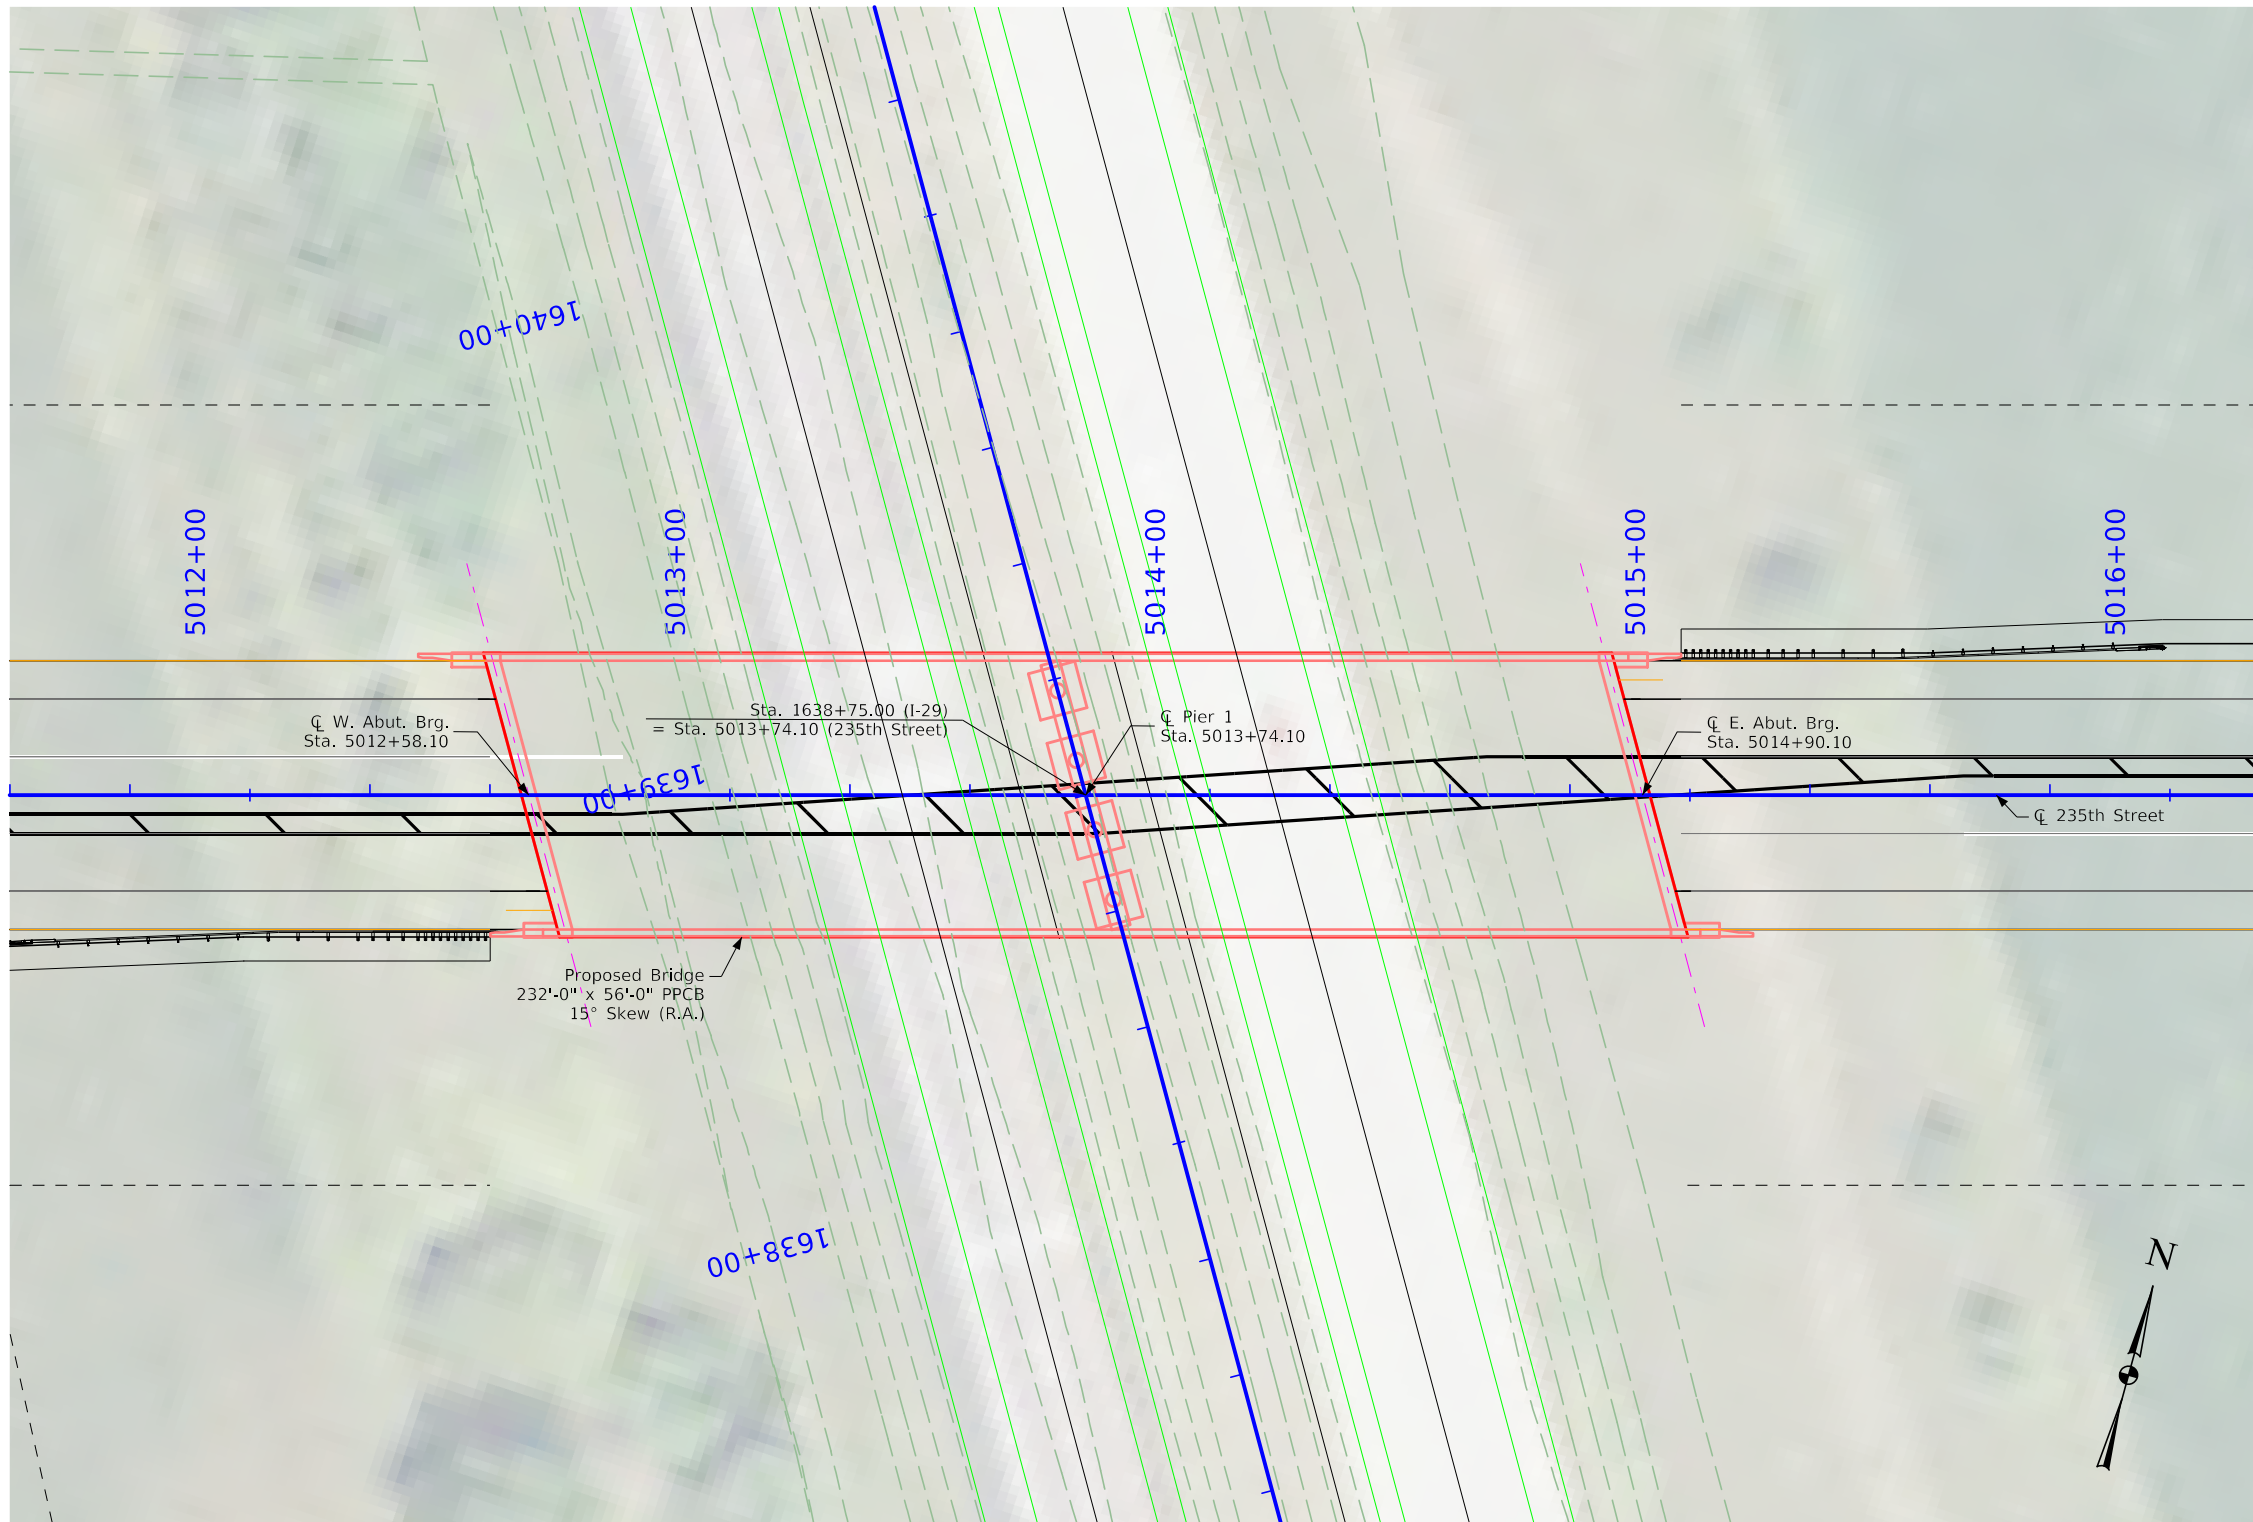 1640+00
5012+00
5013+00
5014+00
5015+00
5016+00
℄ W. Abut. Brg.
Sta. 5012+58.10
Sta. 1638+75.00 (I-29)
= Sta. 5013+74.10 (235th Street)
℄ Pier 1
Sta. 5013+74.10
℄ E. Abut. Brg.
Sta. 5014+90.10
1639+00
℄ 235th Street
Proposed Bridge
232'-0" x 56'-0" PPCB
15° Skew (R.A.)
1638+00
N